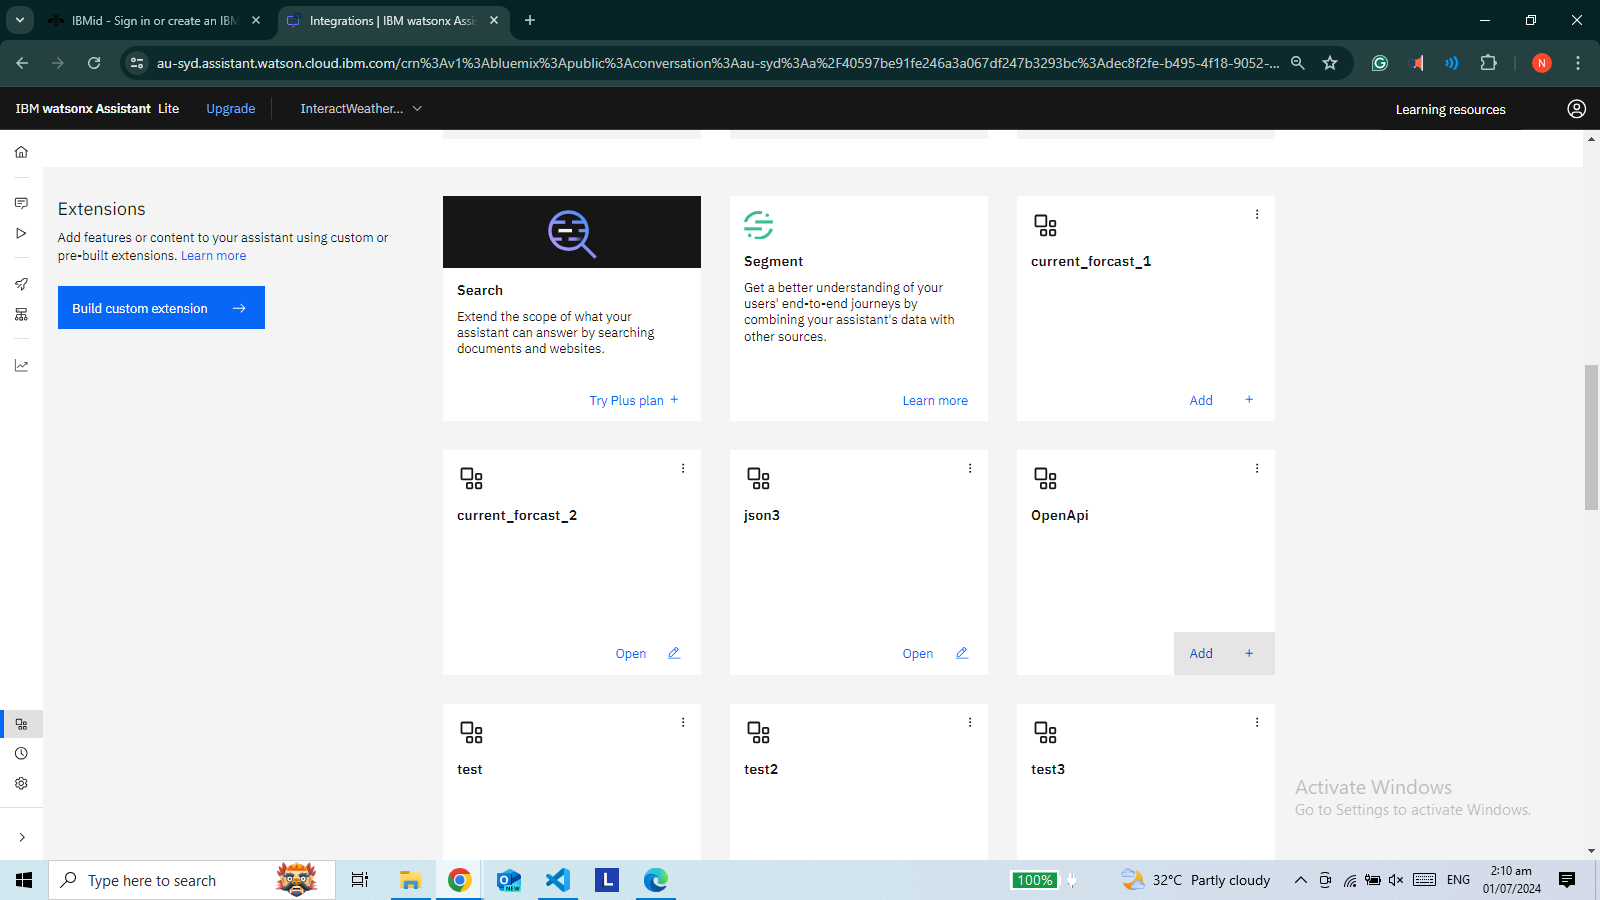 IBMid - Sign in or create an IBM
Integrations | IBM watsonx Assis
au-syd.assistant.watson.cloud.ibm.com/crn%3Av1%3Abluemix%3Apublic%3Aconversation%3Aau-syd%3Aa%2F40597be91fe246a3a067df247b3293bc%3Adec8f2fe-b495-4f18-9052-...
N
IBM watsonx Assistant Lite
Upgrade
InteractWeather...
Learning resources
Extensions
Add features or content to your assistant using custom or
pre-built extensions. Learn more
Build custom extension
Search
Extend the scope of what your
assistant can answer by searching
documents and websites.
Try Plus plan +
Segment
Get a better understanding of your
users' end-to-end journeys by
combining your assistant's data with
other sources.
Learn more
current_forcast_1
Add +
current_forcast_2
Open
json3
Open
OpenApi
Add +
test
test2
test3
Activate Windows
Go to Settings to activate Windows.
Type here to search
NEW
L
100%
32°C Partly cloudy
ENG
2:10 am
01/07/2024